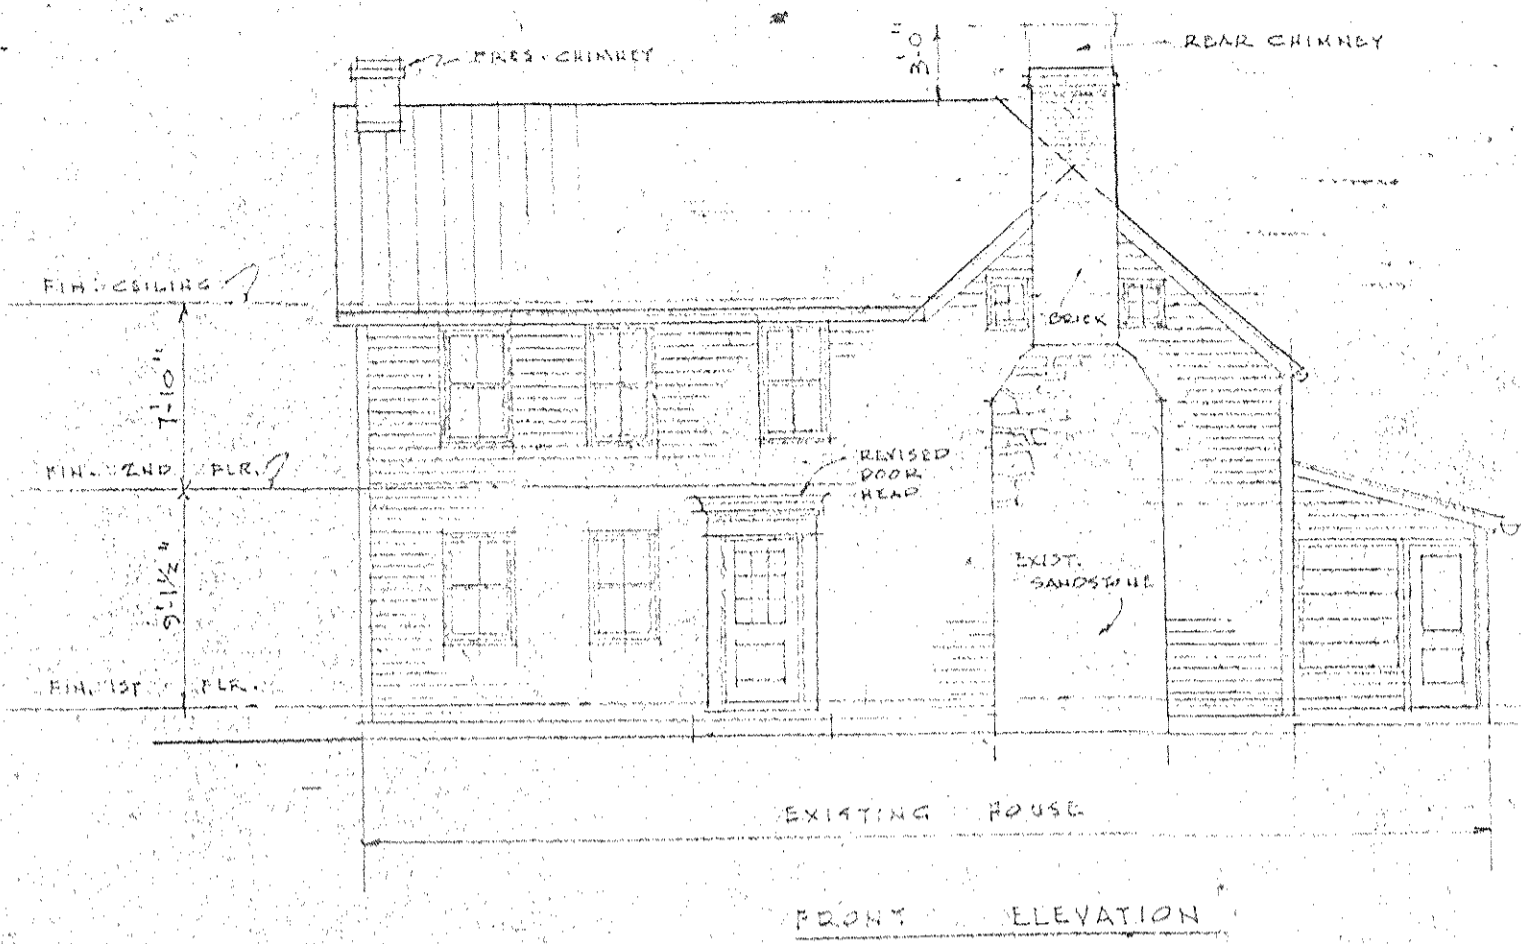 PRES. CHIMNEY
3'-0"
REAR CHIMNEY
FIN. CEILING
BRICK
7'-10"
FIN. 2ND FLR.
REVISED
DOOR
HEAD
9'-1½"
EXIST.
SANDSTONE
FIN. 1ST FLR.
EXISTING HOUSE
FRONT ELEVATION